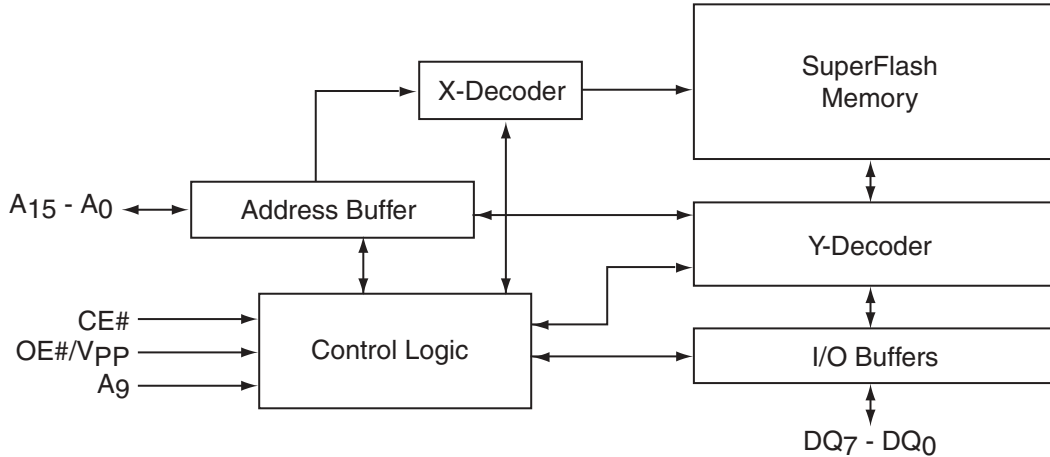 SuperFlash
Memory
X-Decoder
A15 - A0
Address Buffer
Y-Decoder
CE#
OE#/VPP
A9
Control Logic
I/O Buffers
DQ7 - DQ0